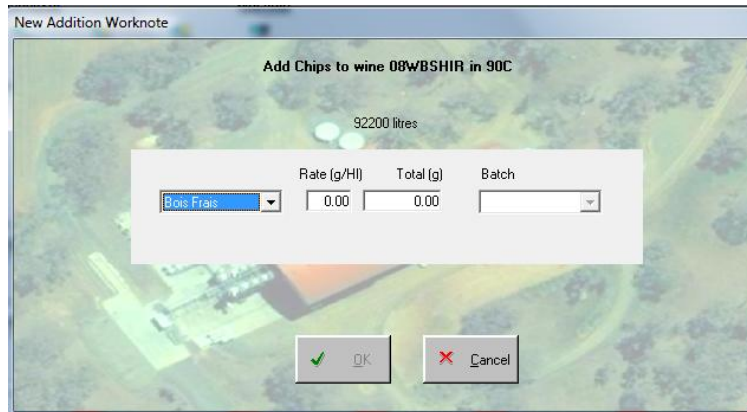 New Addition Worknote
Add Chips to wine 08WBSHIR in 90C
92200 litres
Rate (g/Hl) Total (g) Batch
Bois Frais 0.00 0.00
OK Cancel